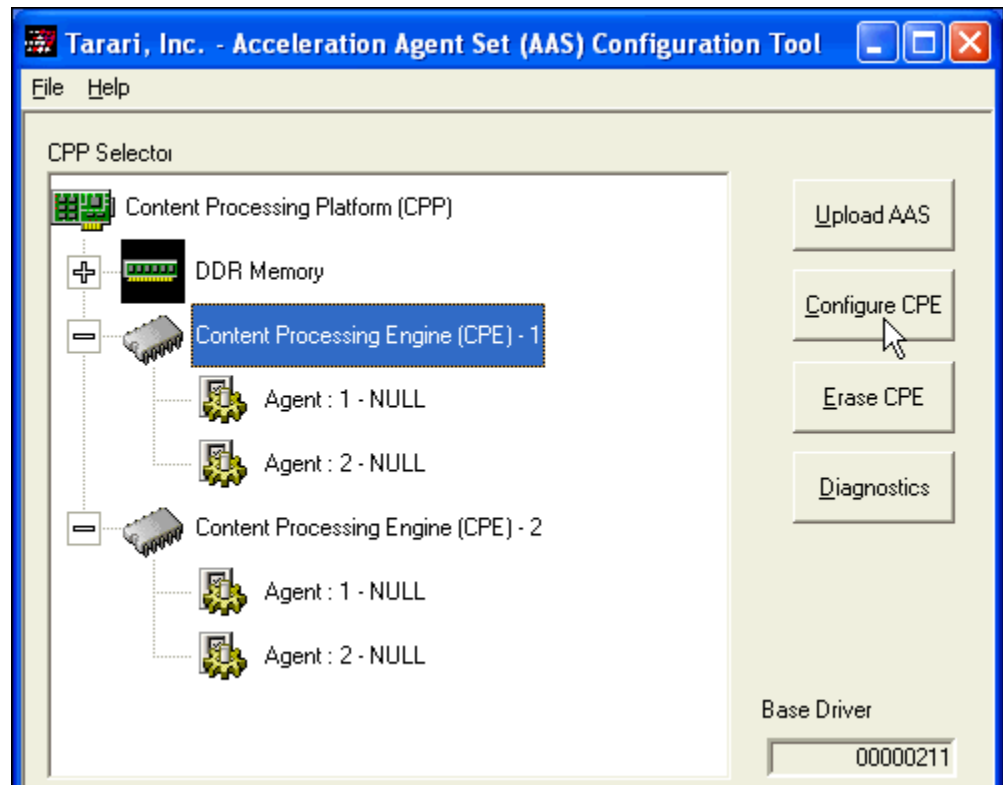 Tarari, Inc. - Acceleration Agent Set (AAS) Configuration Tool
File Help
CPP Selector
Content Processing Platform (CPP)
Upload AAS
DDR Memory
Configure CPE
Content Processing Engine (CPE) - 1
Agent : 1 - NULL
Erase CPE
Agent : 2 - NULL
Diagnostics
Content Processing Engine (CPE) - 2
Agent : 1 - NULL
Agent : 2 - NULL
Base Driver
00000211